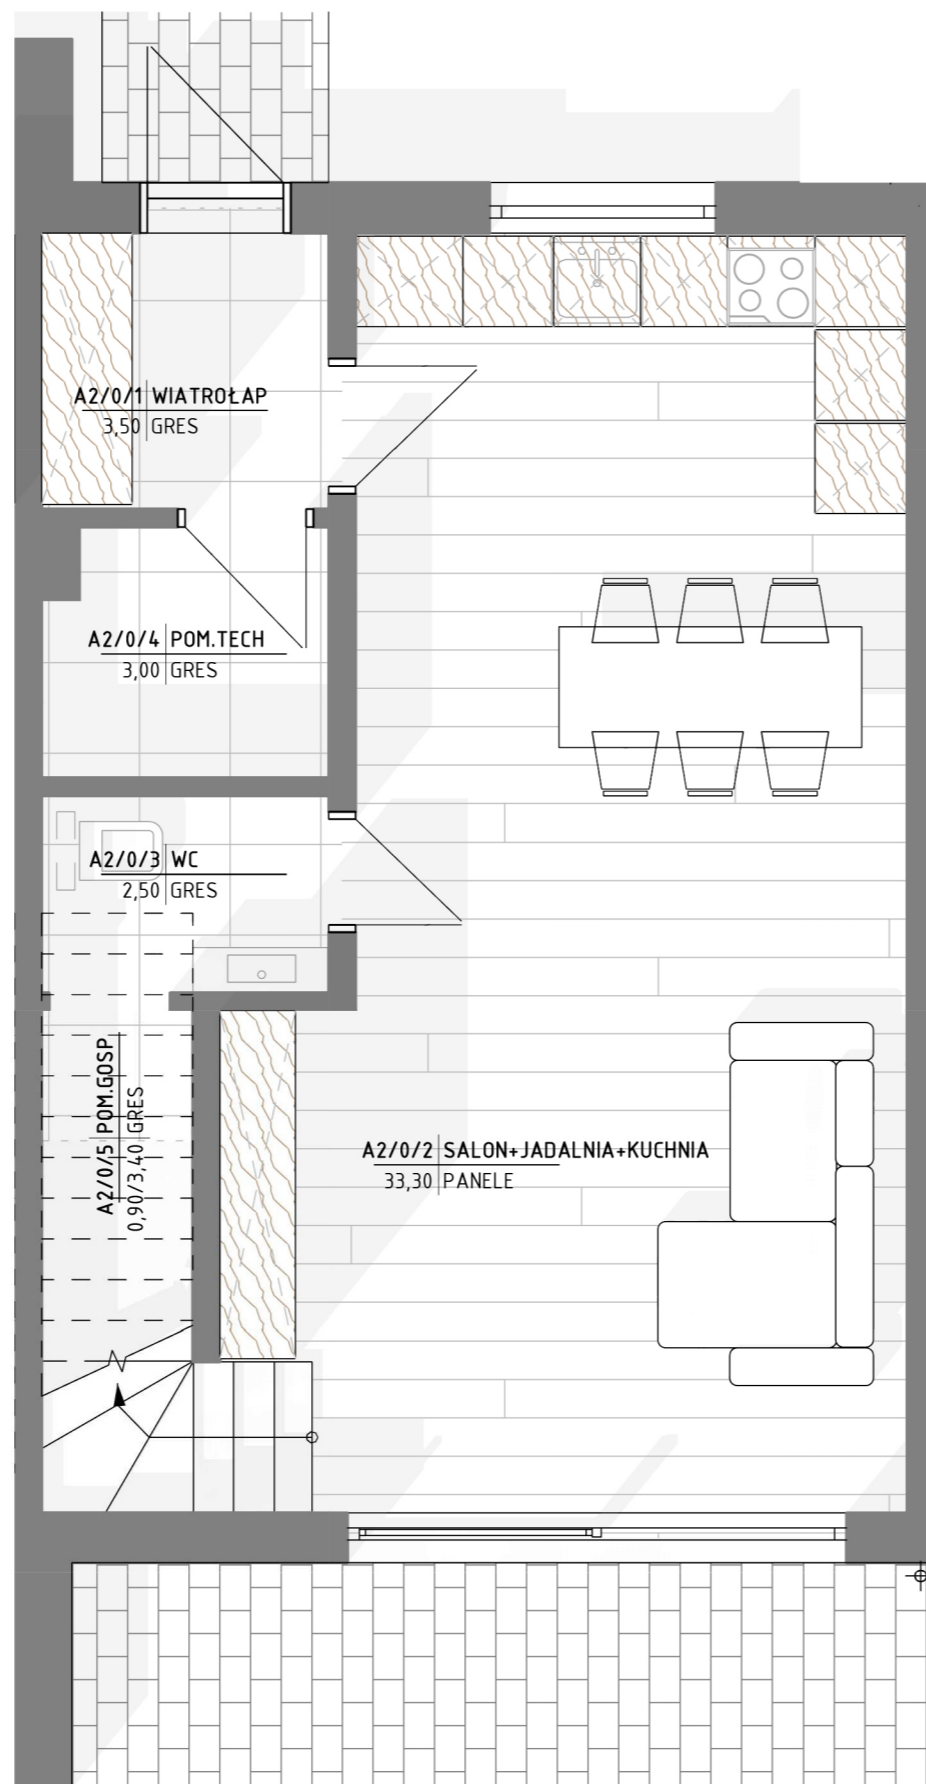 A2/0/1 WIATROŁAP
3,50 GRES
A2/0/4 POM.TECH
3,00 GRES
A2/0/3 WC
2,50 GRES
A2/0/5 POM.GOSP
0,90/3,40 GRES
A2/0/2 SALON+JADALNIA+KUCHNIA
33,30 PANELE